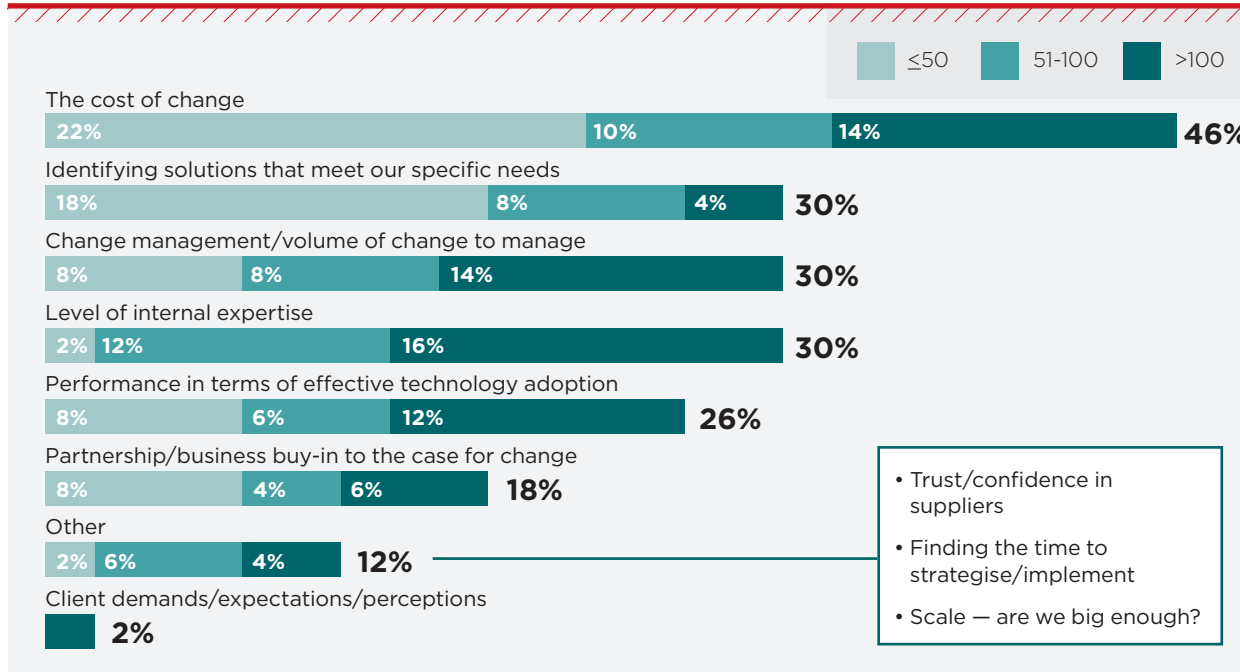 ≤50 51-100 >100
The cost of change
22% 10% 14% 46%
Identifying solutions that meet our specific needs
18% 8% 4% 30%
Change management/volume of change to manage
8% 8% 14% 30%
Level of internal expertise
2% 12% 16% 30%
Performance in terms of effective technology adoption
8% 6% 12% 26%
Partnership/business buy-in to the case for change
8% 4% 6% 18%
Other
2% 6% 4% 12%
Client demands/expectations/perceptions
2%
• Trust/confidence in
suppliers
• Finding the time to
strategise/implement
• Scale — are we big enough?